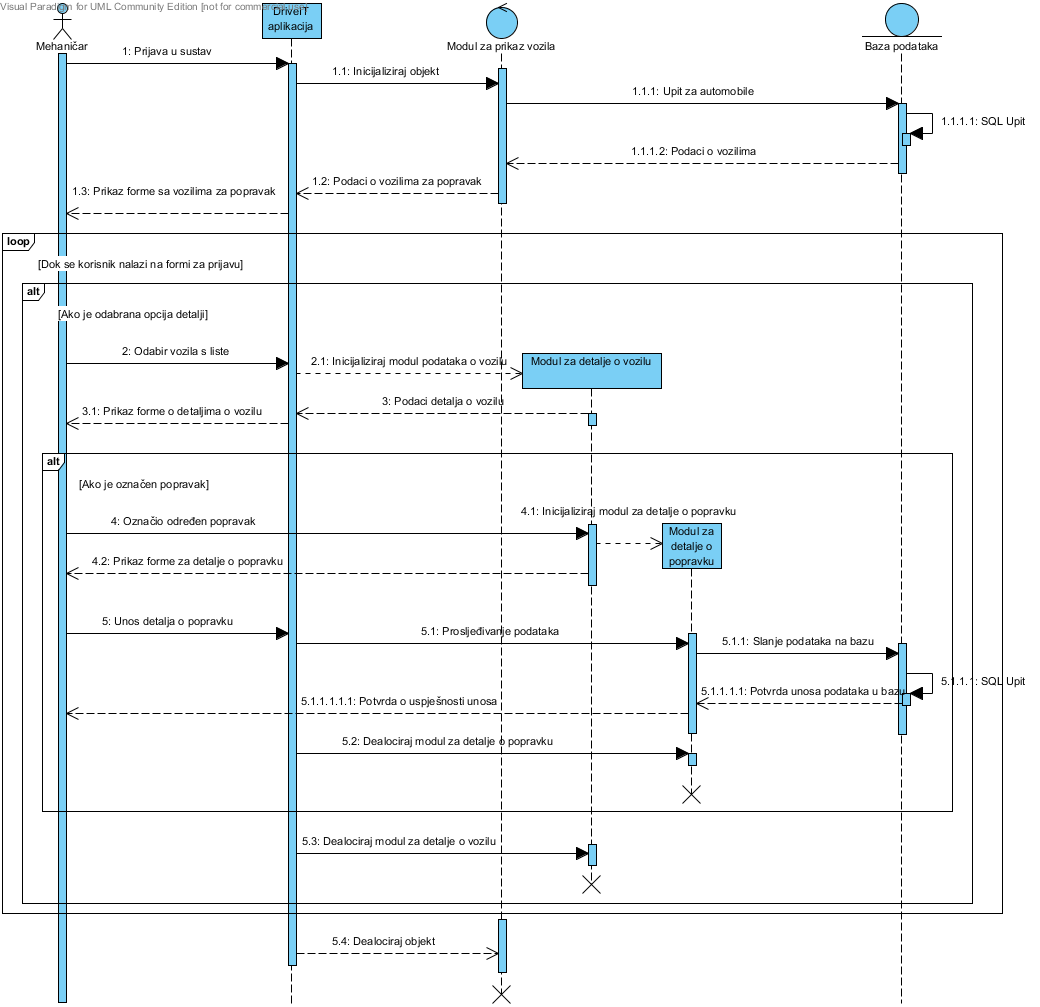 Visual Paradigm for UML Community Edition [not for commercial use]
DriveIT
aplikacija
Mehaničar
Modul za prikaz vozila
Baza podataka
1: Prijava u sustav
1.1: Inicijaliziraj objekt
1.1.1: Upit za automobile
1.1.1.1: SQL Upit
1.1.1.2: Podaci o vozilima
1.2: Podaci o vozilima za popravak
1.3: Prikaz forme sa vozilima za popravak
loop
[Dok se korisnik nalazi na formi za prijavu]
alt
[Ako je odabrana opcija detalji]
2: Odabir vozila s liste
2.1: Inicijaliziraj modul podataka o vozilu
Modul za detalje o vozilu
3: Podaci detalja o vozilu
3.1: Prikaz forme o detaljima o vozilu
alt
[Ako je označen popravak]
4: Označio određen popravak
4.1: Inicijaliziraj modul za detalje o popravku
Modul za
detalje o
popravku
4.2: Prikaz forme za detalje o popravku
5: Unos detalja o popravku
5.1: Prosljeđivanje podataka
5.1.1: Slanje podataka na bazu
5.1.1.1: SQL Upit
5.1.1.1.1: Potvrda unosa podataka u bazu
5.1.1.1.1.1: Potvrda o uspješnosti unosa
5.2: Dealociraj modul za detalje o popravku
5.3: Dealociraj modul za detalje o vozilu
5.4: Dealociraj objekt